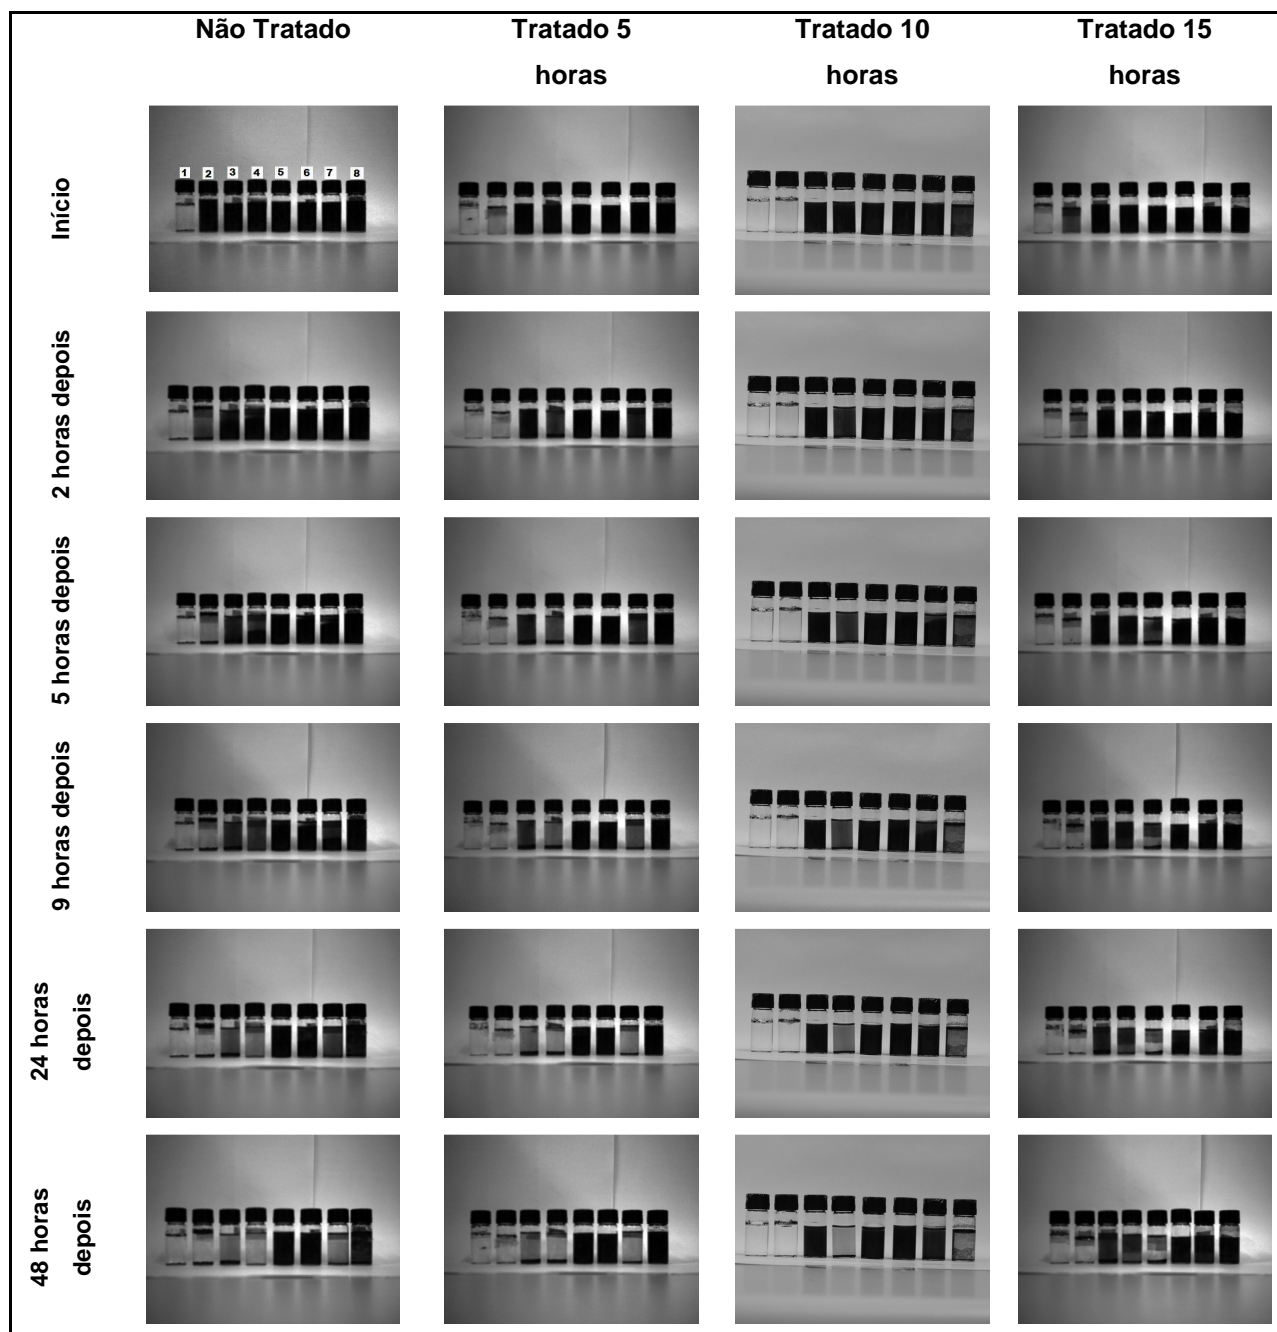 Não Tratado
Tratado 5
horas
Tratado 10
horas
Tratado 15
horas
Início
1 2 3 4 5 6 7 8
2 horas depois
5 horas depois
9 horas depois
24 horas
depois
48 horas
depois